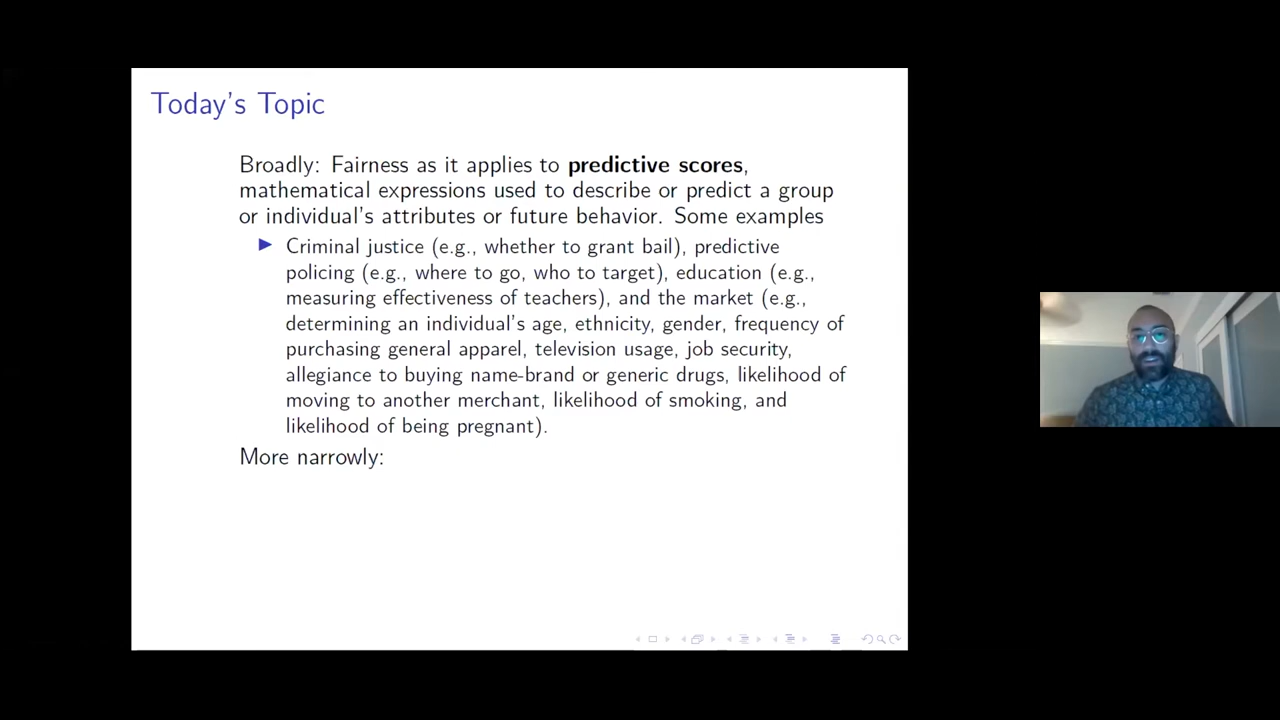 Today's Topic
Broadly: Fairness as it applies to predictive scores,
mathematical expressions used to describe or predict a group
or individual's attributes or future behavior. Some examples
Criminal justice (e.g., whether to grant bail), predictive
policing (e.g., where to go, who to target), education (e.g.,
measuring effectiveness of teachers), and the market (e.g.,
determining an individual's age, ethnicity, gender, frequency of
purchasing general apparel, television usage, job security,
allegiance to buying name-brand or generic drugs, likelihood of
moving to another merchant, likelihood of smoking, and
likelihood of being pregnant).
More narrowly: